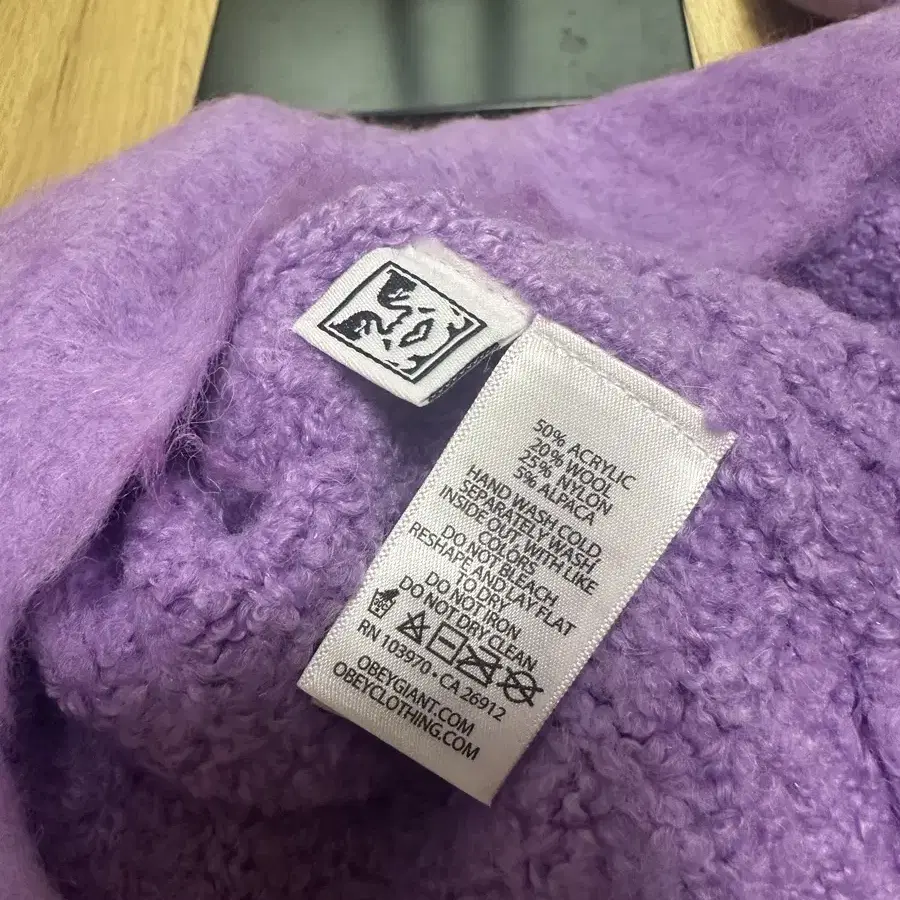 50% ACRYLIC
20% WOOL
25% NYLON
5% ALPACA
HAND WASH COLD
SEPARATELY WASH
INSIDE OUT WITH LIKE
COLORS
DO NOT BLEACH
RESHAPE AND LAY FLAT
TO DRY
DO NOT IRON
DO NOT DRY CLEAN
RN 103970 • CA 26912
OBEYGIANT.COM
OBEYCLOTHING.COM